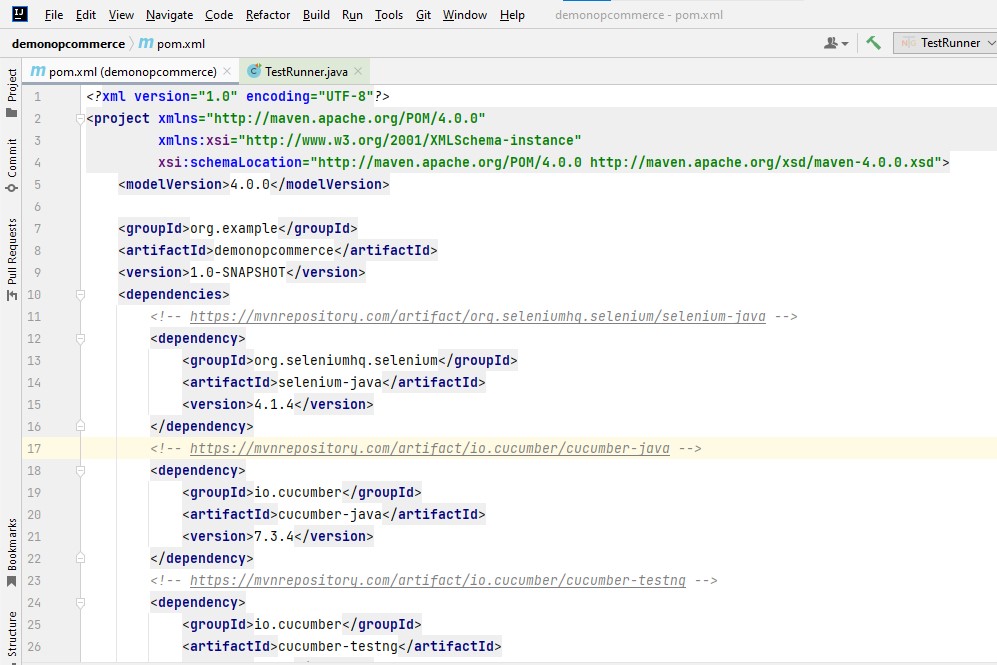 File Edit View Navigate Code Refactor Build Run Tools Git Window Help demonopcommerce - pom.xml
demonopcommerce pom.xml TestRunner
pom.xml (demonopcommerce) TestRunner.java
Project
Commit
Pull Requests
Bookmarks
Structure
1 <?xml version="1.0" encoding="UTF-8"?>
2 <project xmlns="http://maven.apache.org/POM/4.0.0"
3 xmlns:xsi="http://www.w3.org/2001/XMLSchema-instance"
4 xsi:schemaLocation="http://maven.apache.org/POM/4.0.0 http://maven.apache.org/xsd/maven-4.0.0.xsd">
5 <modelVersion>4.0.0</modelVersion>
6
7 <groupId>org.example</groupId>
8 <artifactId>demonopcommerce</artifactId>
9 <version>1.0-SNAPSHOT</version>
10 <dependencies>
11 <!-- https://mvnrepository.com/artifact/org.seleniumhq.selenium/selenium-java -->
12 <dependency>
13 <groupId>org.seleniumhq.selenium</groupId>
14 <artifactId>selenium-java</artifactId>
15 <version>4.1.4</version>
16 </dependency>
17 <!-- https://mvnrepository.com/artifact/io.cucumber/cucumber-java -->
18 <dependency>
19 <groupId>io.cucumber</groupId>
20 <artifactId>cucumber-java</artifactId>
21 <version>7.3.4</version>
22 </dependency>
23 <!-- https://mvnrepository.com/artifact/io.cucumber/cucumber-testng -->
24 <dependency>
25 <groupId>io.cucumber</groupId>
26 <artifactId>cucumber-testng</artifactId>